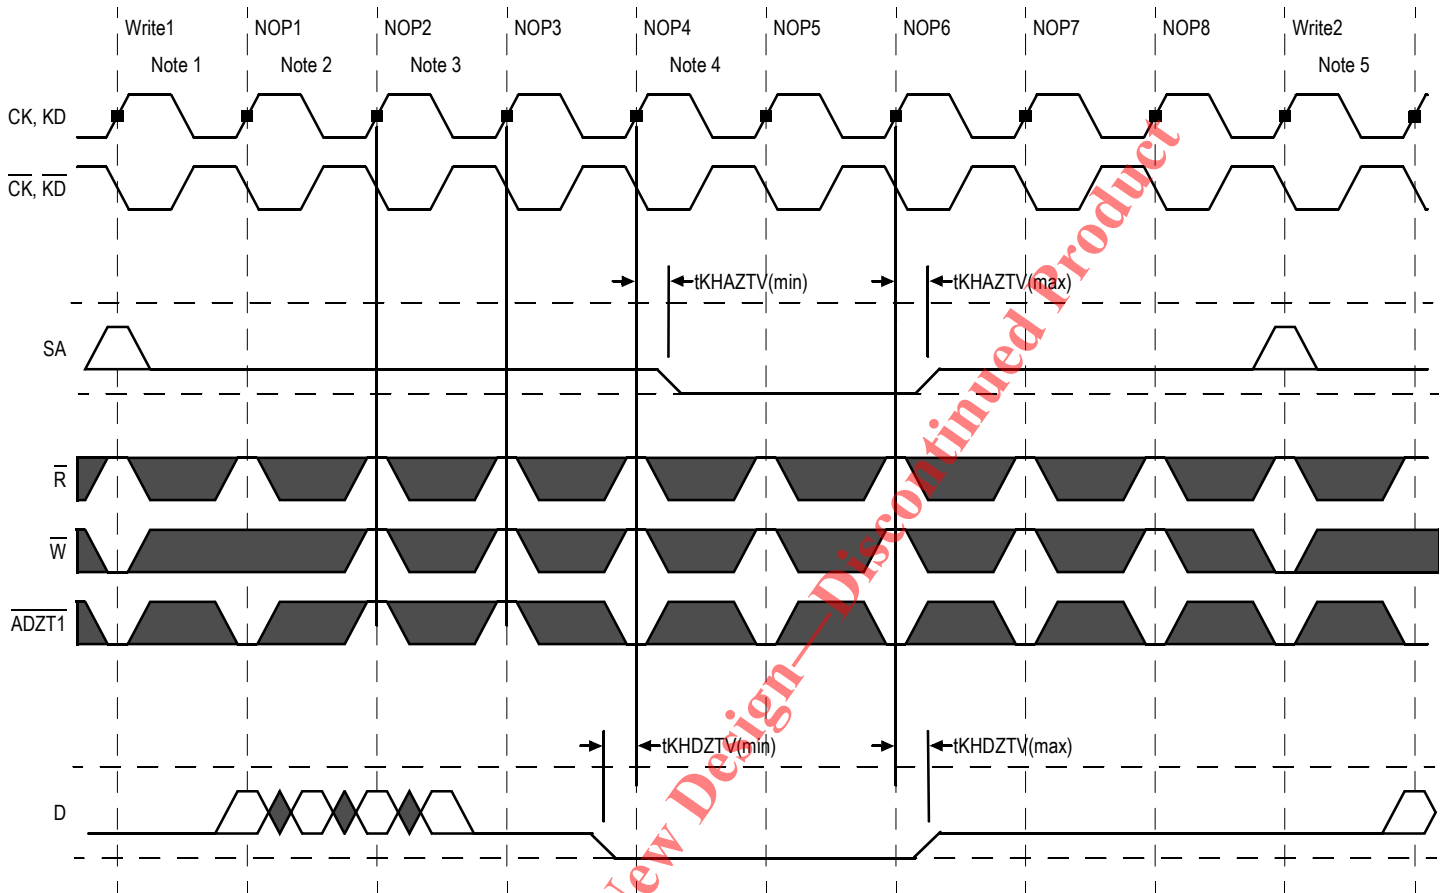 Write1 NOP1 NOP2 NOP3 NOP4 NOP5 NOP6 NOP7 NOP8 Write2
Note 1 Note 2 Note 3 Note 4 Note 5
CK, KD
CK, KD
tKHAZTV(min) tKHAZTV(max)
SA
R
W
ADZT1
tKHDZTV(min) tKHDZTV(max)
D
New Design—Discontinued Product